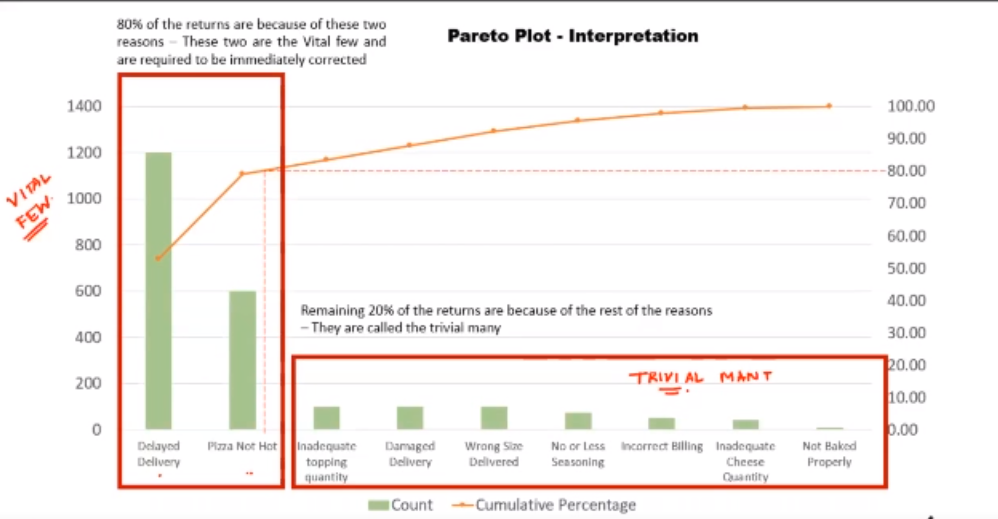 80% of the returns are because of these two
reasons – These two are the Vital few and
are required to be immediately corrected
Pareto Plot - Interpretation
1400
1200
1000
800
600
400
200
0
100.00
90.00
80.00
70.00
60.00
50.00
40.00
30.00
20.00
10.00
0.00
VITAL
FEW
Remaining 20% of the returns are because of the rest of the reasons
– They are called the trivial many
TRIVIAL MANT
Delayed
Delivery
Pizza Not Hot
Inadequate
topping
quantity
Damaged
Delivery
Wrong Size
Delivered
No or Less
Seasoning
Incorrect Billing
Inadequate
Cheese
Quantity
Not Baked
Properly
Count
Cumulative Percentage